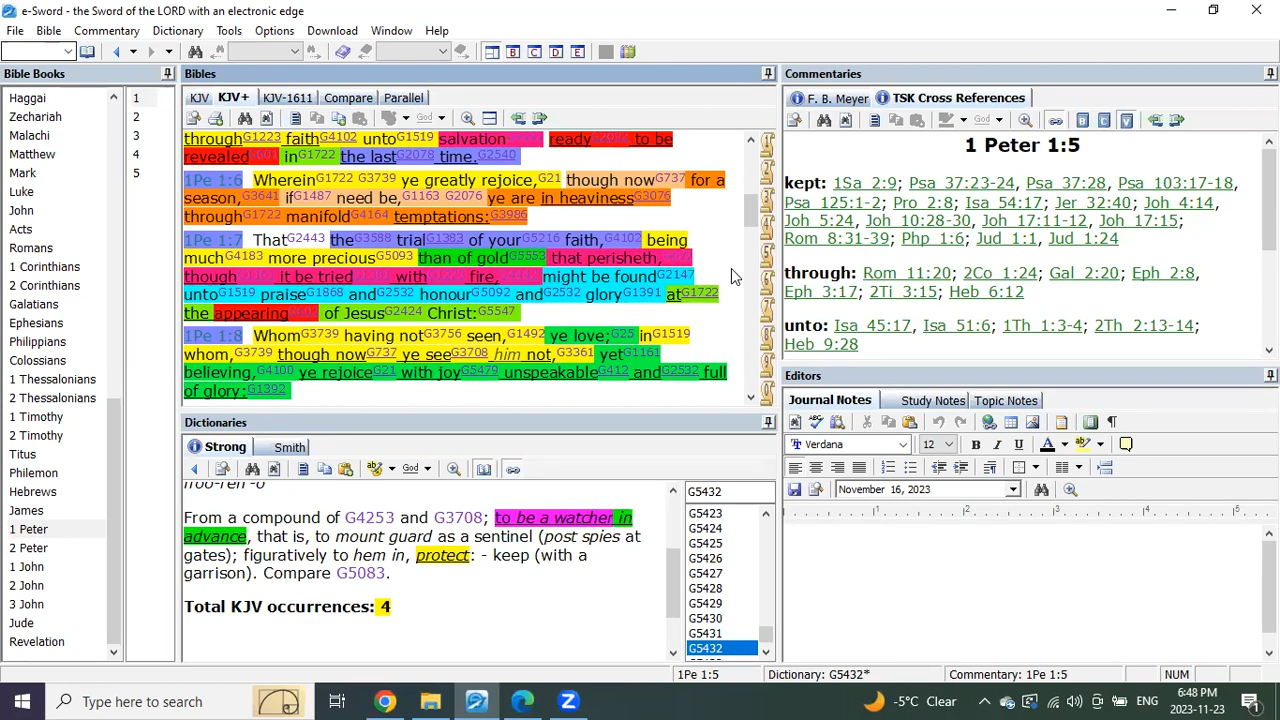 e-Sword - the Sword of the LORD with an electronic edge
File Bible Commentary Dictionary Tools Options Download Window Help
B C D E
Bible Books
Haggai 1
Zechariah 2
Malachi 3
Matthew 4
Mark 5
Luke
John
Acts
Romans
1 Corinthians
2 Corinthians
Galatians
Ephesians
Philippians
Colossians
1 Thessalonians
2 Thessalonians
1 Timothy
2 Timothy
Titus
Philemon
Hebrews
James
1 Peter
2 Peter
1 John
2 John
3 John
Jude
Revelation
Bibles
KJV KJV+ KJV-1611 Compare Parallel
God
throughG1223 faithG4102 untoG1519 salvation ready to be
revealedG601 inG1722 the lastG2078 time.G2540
1Pe 1:6 WhereinG1722 G3739 ye greatly rejoice,G21 though nowG737 for a
season,G3641 ifG1487 need be,G1163 G2076 ye are in heavinessG3076
throughG1722 manifoldG4164 temptations:G3986
1Pe 1:7 ThatG2443 theG3588 trialG1383 of yourG5216 faith,G4102 being
muchG4183 more preciousG5093 than of goldG5553 that perisheth,
though it be tried with fire, might be foundG2147
untoG1519 praiseG1868 andG2532 honourG5092 andG2532 gloryG1391 atG1722
the appearing of JesusG2424 Christ:G5547
1Pe 1:8 WhomG3739 having notG3756 seen,G1492 ye love;G25 inG1519
whom,G3739 though nowG737 ye seeG3708 him not,G3361 yetG1161
believing,G4100 ye rejoiceG21 with joyG5479 unspeakableG412 andG2532 full
of glory:G1392
Dictionaries
Strong Smith
God
froo-reh'-o
From a compound of G4253 and G3708; to be a watcher in
advance, that is, to mount guard as a sentinel (post spies at
gates); figuratively to hem in, protect: - keep (with a
garrison). Compare G5083.
Total KJV occurrences: 4
G5432
G5423
G5424
G5425
G5426
G5427
G5428
G5429
G5430
G5431
G5432
Commentaries
F. B. Meyer TSK Cross References
God B C V
1 Peter 1:5
kept: 1Sa 2:9; Psa 37:23-24, Psa 37:28, Psa 103:17-18,
Psa 125:1-2; Pro 2:8; Isa 54:17; Jer 32:40; Joh 4:14,
Joh 5:24, Joh 10:28-30, Joh 17:11-12, Joh 17:15;
Rom 8:31-39; Php 1:6; Jud 1:1, Jud 1:24
through: Rom 11:20; 2Co 1:24; Gal 2:20; Eph 2:8,
Eph 3:17; 2Ti 3:15; Heb 6:12
unto: Isa 45:17, Isa 51:6; 1Th 1:3-4; 2Th 2:13-14;
Heb 9:28
Editors
Journal Notes Study Notes Topic Notes
Verdana 12 B I U A
November 16, 2023
1 2 3 4 5
1Pe 1:5 Dictionary: G5432* Commentary: 1Pe 1:5 NUM
Type here to search
-5°C Clear
ENG
6:48 PM
2023-11-23
1